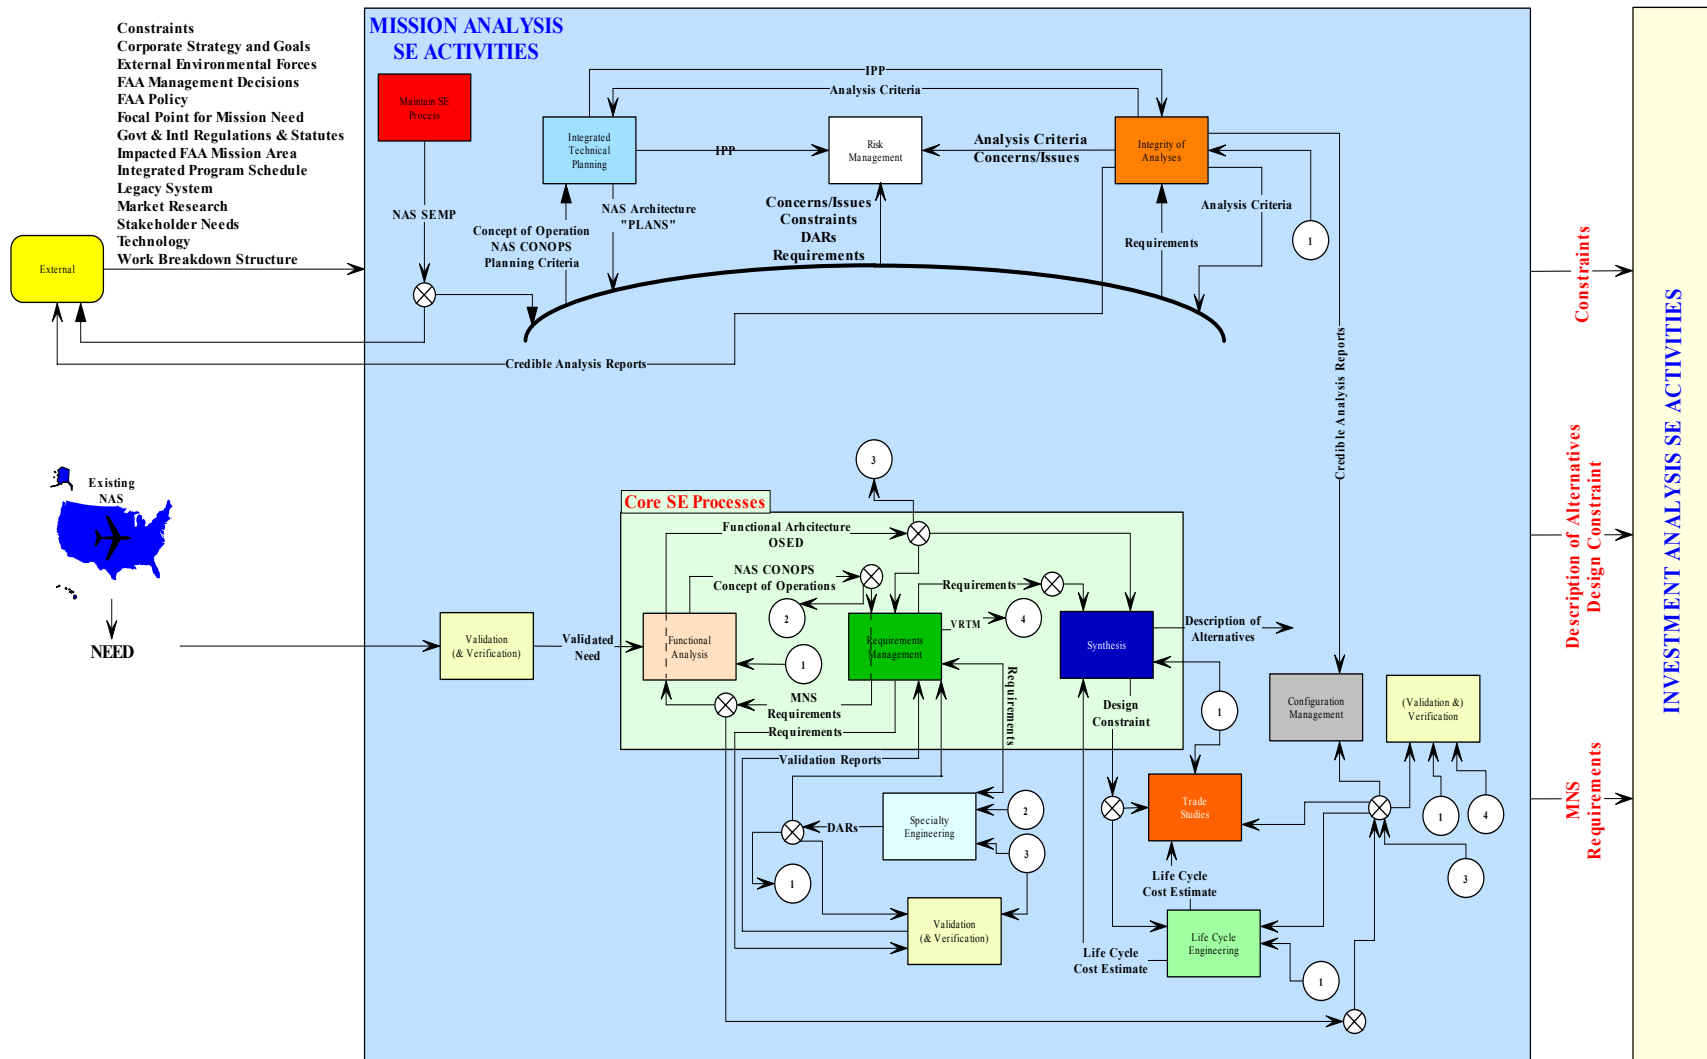 Constraints
Corporate Strategy and Goals
External Environmental Forces
FAA Management Decisions
FAA Policy
Focal Point for Mission Need
Govt & Intl Regulations & Statutes
Impacted FAA Mission Area
Integrated Program Schedule
Legacy System
Market Research
Stakeholder Needs
Technology
Work Breakdown Structure
External
MISSION ANALYSIS
SE ACTIVITIES
Maintain SE
Process
NAS SEMP
IPP
Analysis Criteria
Integrated
Technical
Planning
IPP
Risk
Management
Analysis Criteria
Concerns/Issues
Integrity of
Analyses
Concept of Operation
NAS CONOPS
Planning Criteria
NAS Architecture
"PLANS"
Concerns/Issues
Constraints
DARs
Requirements
Requirements
Analysis Criteria
1
Credible Analysis Reports
Credible Analysis Reports
Constraints
Description of Alternatives
Design Constraint
MNS
Requirements
INVESTMENT ANALYSIS SE ACTIVITIES
Existing
NAS
NEED
Validation
(& Verification)
Validated
Need
3
Core SE Processes
Functional Arhcitecture
OSED
NAS CONOPS
Concept of Operations
2
Requirements
VRTM
4
Functional
Analysis
1
Requirements
Management
Synthesis
Description of
Alternatives
MNS
Requirements
Requirements
Requirements
Design
Constraint
1
Validation Reports
Configuration
Management
(Validation &)
Verification
DARs
Specialty
Engineering
2
3
1
Trade
Studies
1
4
3
Validation
(& Verification)
Life Cycle
Cost Estimate
Life Cycle
Cost Estimate
Life Cycle
Engineering
1